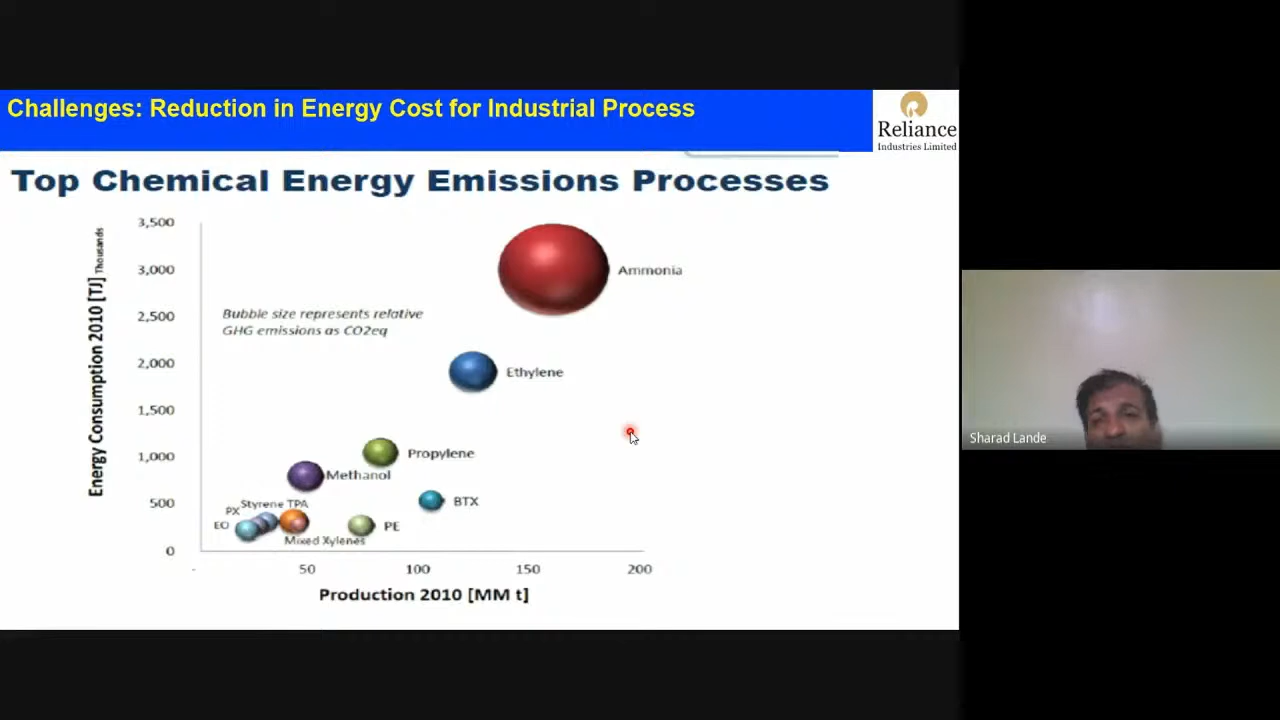 Challenges: Reduction in Energy Cost for Industrial Process
Reliance
Industries Limited
Top Chemical Energy Emissions Processes
Energy Consumption 2010 [TJ] Thousands
3,500
3,000
2,500
2,000
1,500
1,000
500
0
Bubble size represents relative
GHG emissions as CO2eq
Ammonia
Ethylene
Propylene
Methanol
BTX
Styrene TPA
PX
EO
PE
Mixed Xylenes
-
50
100
150
200
Production 2010 [MM t]
Sharad Lande